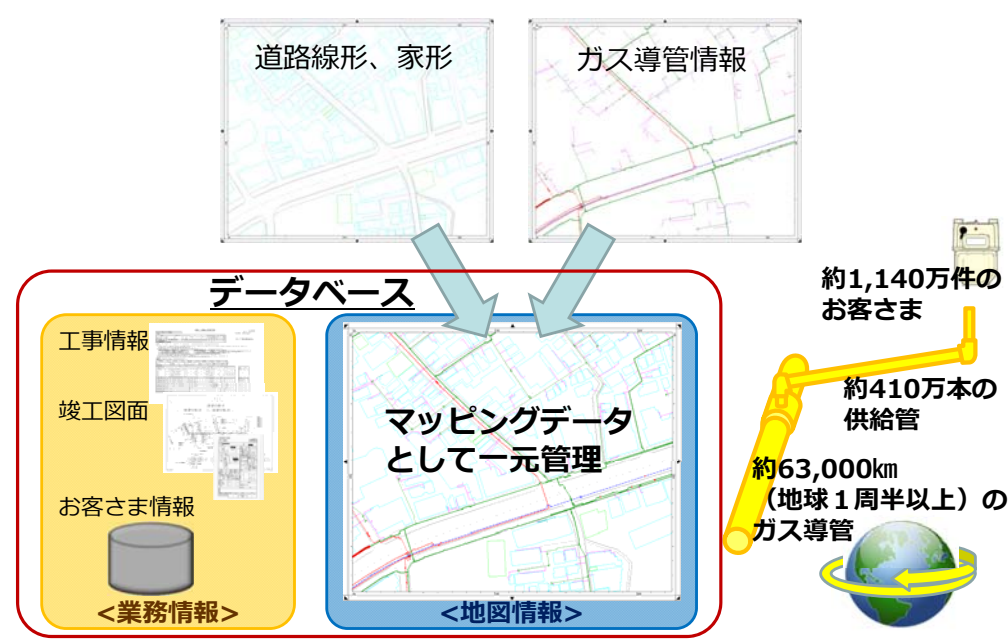 道路線形、家形
ガス導管情報
データベース
工事情報
竣工図面
お客さま情報
<業務情報>
マッピングデータ
として一元管理
<地図情報>
約1,140万件の
お客さま
約410万本の
供給管
約63,000㎞
（地球１周半以上）の
ガス導管